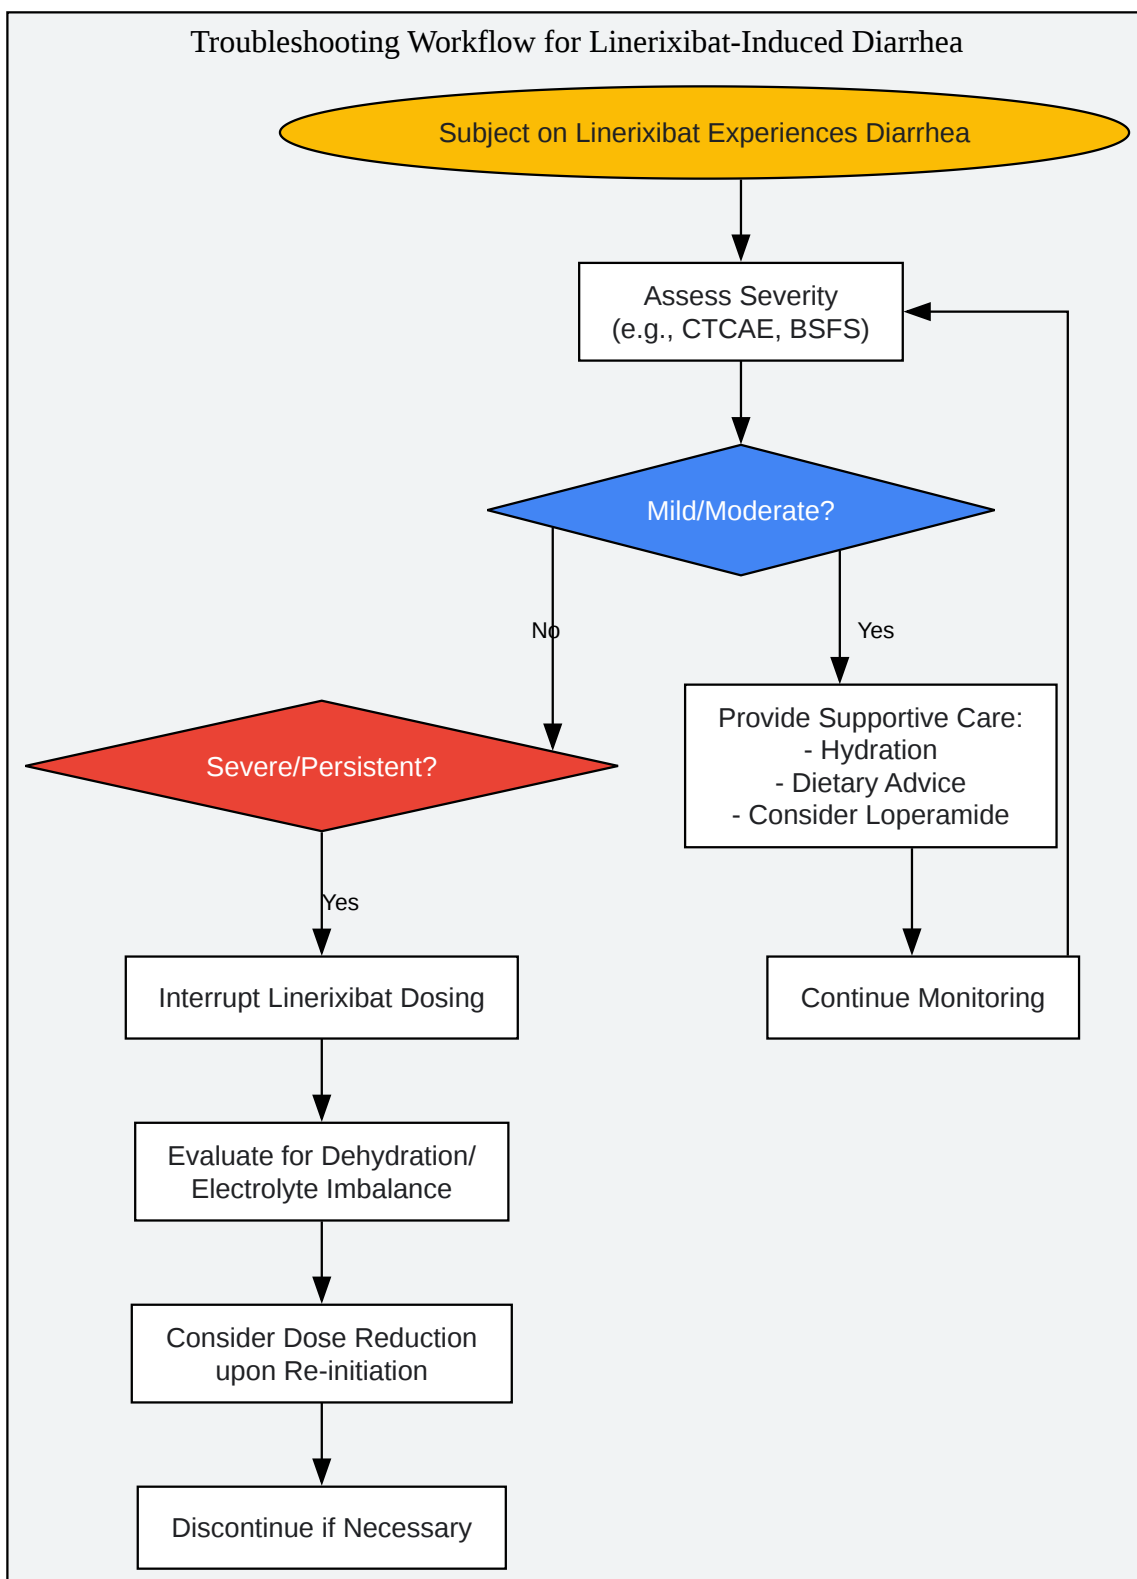 Troubleshooting Workflow for Linerixibat-Induced Diarrhea
Subject on Linerixibat Experiences Diarrhea
Assess Severity
(e.g., CTCAE, BSFS)
Mild/Moderate?
No
Yes
Severe/Persistent?
Provide Supportive Care:
- Hydration
- Dietary Advice
- Consider Loperamide
Yes
Interrupt Linerixibat Dosing
Continue Monitoring
Evaluate for Dehydration/
Electrolyte Imbalance
Consider Dose Reduction
upon Re-initiation
Discontinue if Necessary